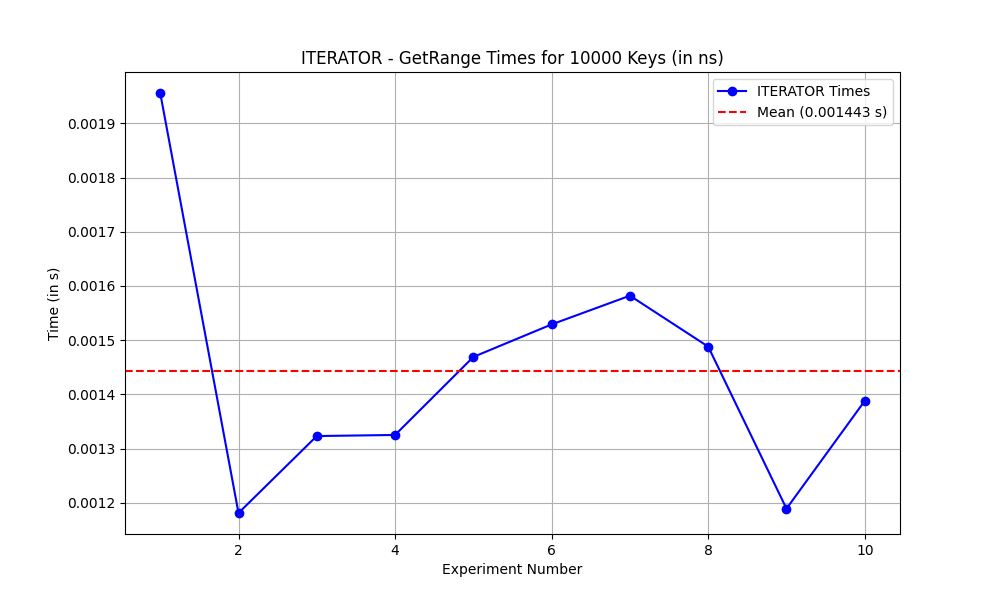 ITERATOR - GetRange Times for 10000 Keys (in ns)
ITERATOR Times
Mean (0.001443 s)
Time (in s)
0.0019
0.0018
0.0017
0.0016
0.0015
0.0014
0.0013
0.0012
2 4 6 8 10
Experiment Number